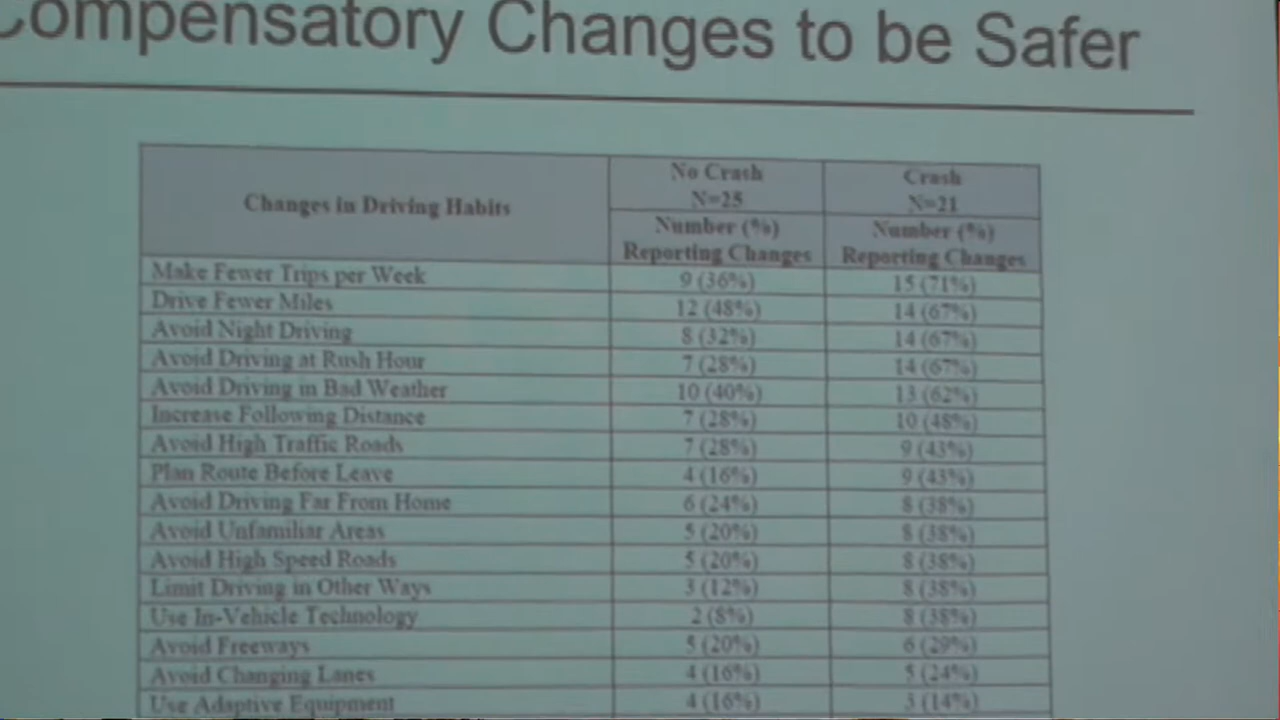 Compensatory Changes to be Safer
Changes in Driving Habits
No Crash
N=25
Crash
N=21
Number (%)
Reporting Changes
Number (%)
Reporting Changes
Make Fewer Trips per Week 9 (36%) 15 (71%)
Drive Fewer Miles 12 (48%) 14 (67%)
Avoid Night Driving 8 (32%) 14 (67%)
Avoid Driving at Rush Hour 7 (28%) 14 (67%)
Avoid Driving in Bad Weather 10 (40%) 13 (62%)
Increase Following Distance 7 (28%) 10 (48%)
Avoid High Traffic Roads 7 (28%) 9 (43%)
Plan Route Before Leave 4 (16%) 9 (43%)
Avoid Driving Far From Home 6 (24%) 8 (38%)
Avoid Unfamiliar Areas 5 (20%) 8 (38%)
Avoid High Speed Roads 5 (20%) 8 (38%)
Limit Driving in Other Ways 3 (12%) 8 (38%)
Use In-Vehicle Technology 2 (8%) 8 (38%)
Avoid Freeways 5 (20%) 6 (29%)
Avoid Changing Lanes 4 (16%) 5 (24%)
Use Adaptive Equipment 4 (16%) 3 (14%)